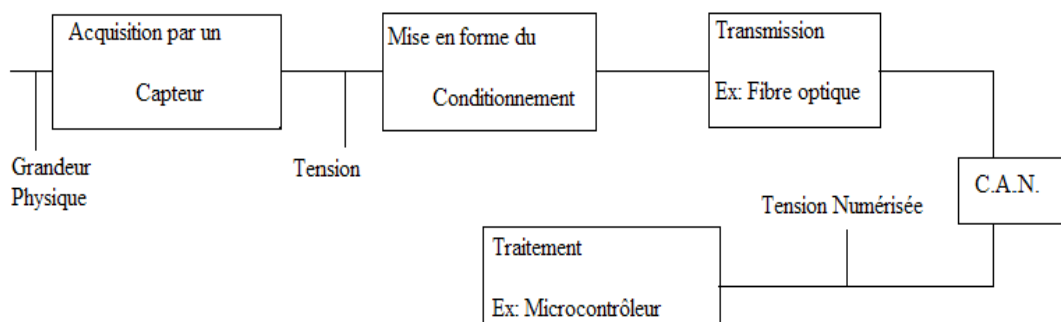 Acquisition par un
Capteur
Mise en forme du
Conditionnement
Transmission
Ex: Fibre optique
Grandeur
Physique
Tension
C.A.N.
Tension Numérisée
Traitement
Ex: Microcontrôleur